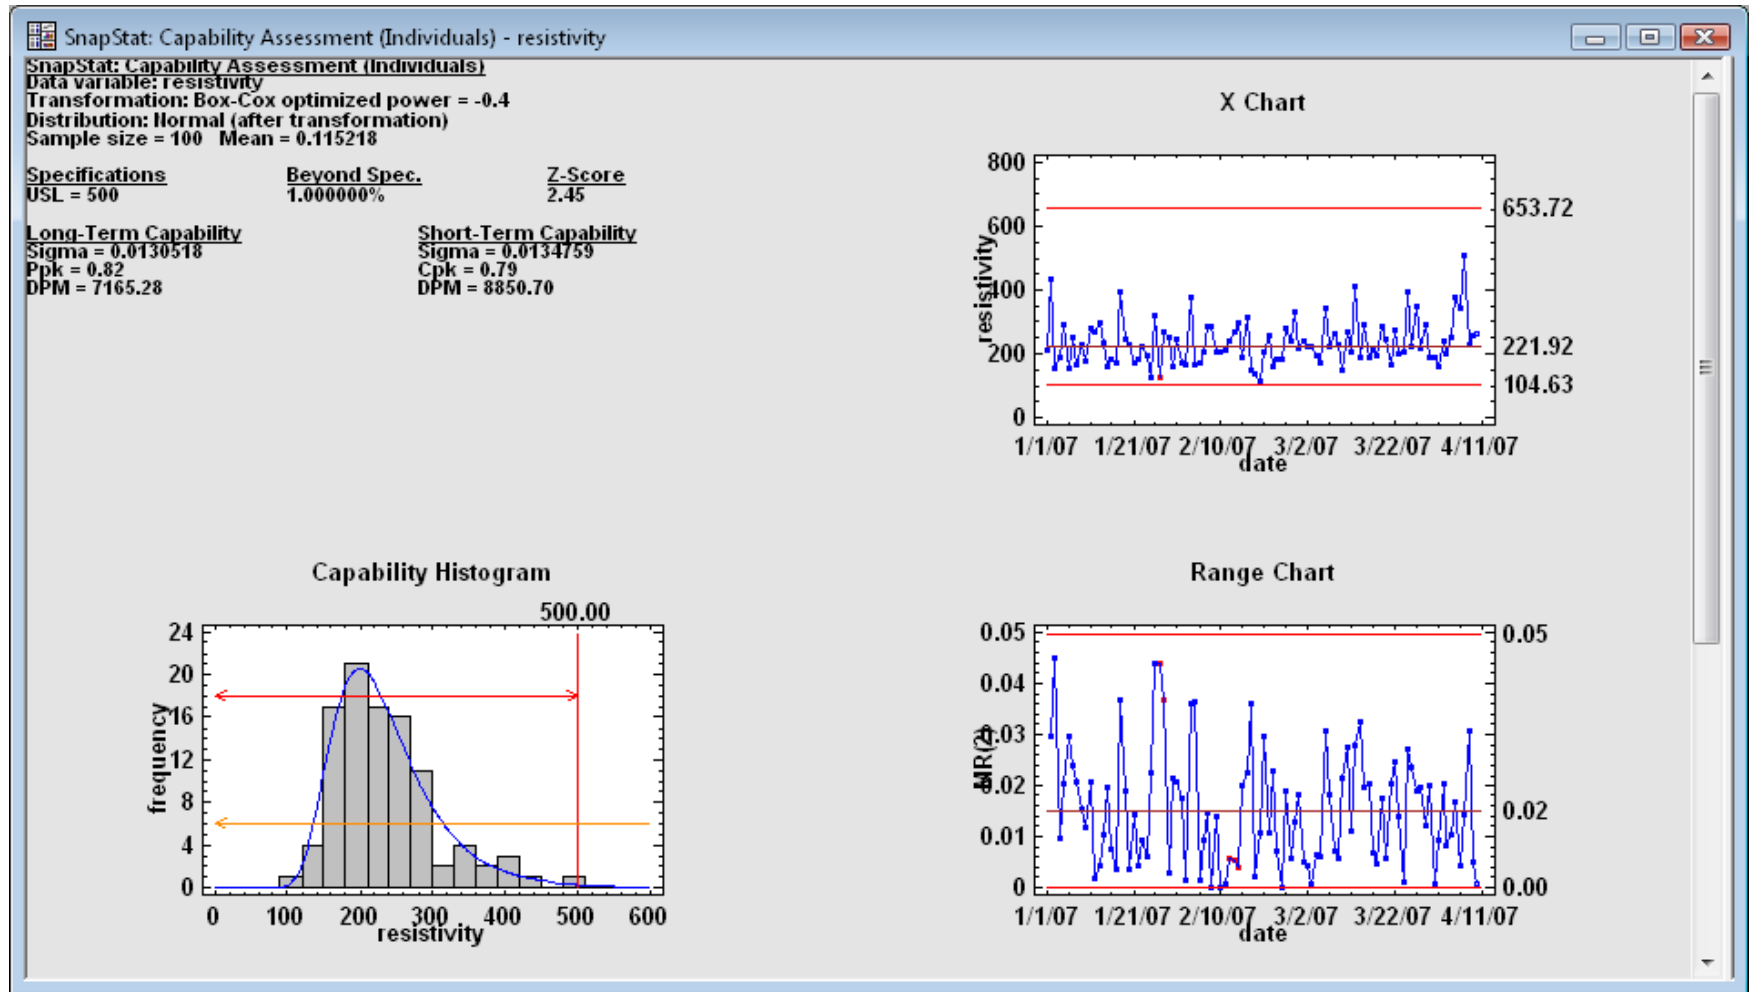 SnapStat: Capability Assessment (Individuals) - resistivity
SnapStat: Capability Assessment (Individuals)
Data variable: resistivity
Transformation: Box-Cox optimized power = -0.4
Distribution: Normal (after transformation)
Sample size = 100 Mean = 0.115218
Specifications Beyond Spec. Z-Score
USL = 500 1.000000% 2.45
Long-Term Capability Short-Term Capability
Sigma = 0.0130518 Sigma = 0.0134759
Ppk = 0.82 Cpk = 0.79
DPM = 7165.28 DPM = 8850.70
X Chart
800
600
400
200
0
resistivity
653.72
221.92
104.63
1/1/07 1/21/07 2/10/07 3/2/07 3/22/07 4/11/07
date
Capability Histogram
500.00
24
20
16
12
8
4
0
frequency
0 100 200 300 400 500 600
resistivity
Range Chart
0.05
0.04
0.03
0.02
0.01
0
MR(2)
0.05
0.02
0.00
1/1/07 1/21/07 2/10/07 3/2/07 3/22/07 4/11/07
date